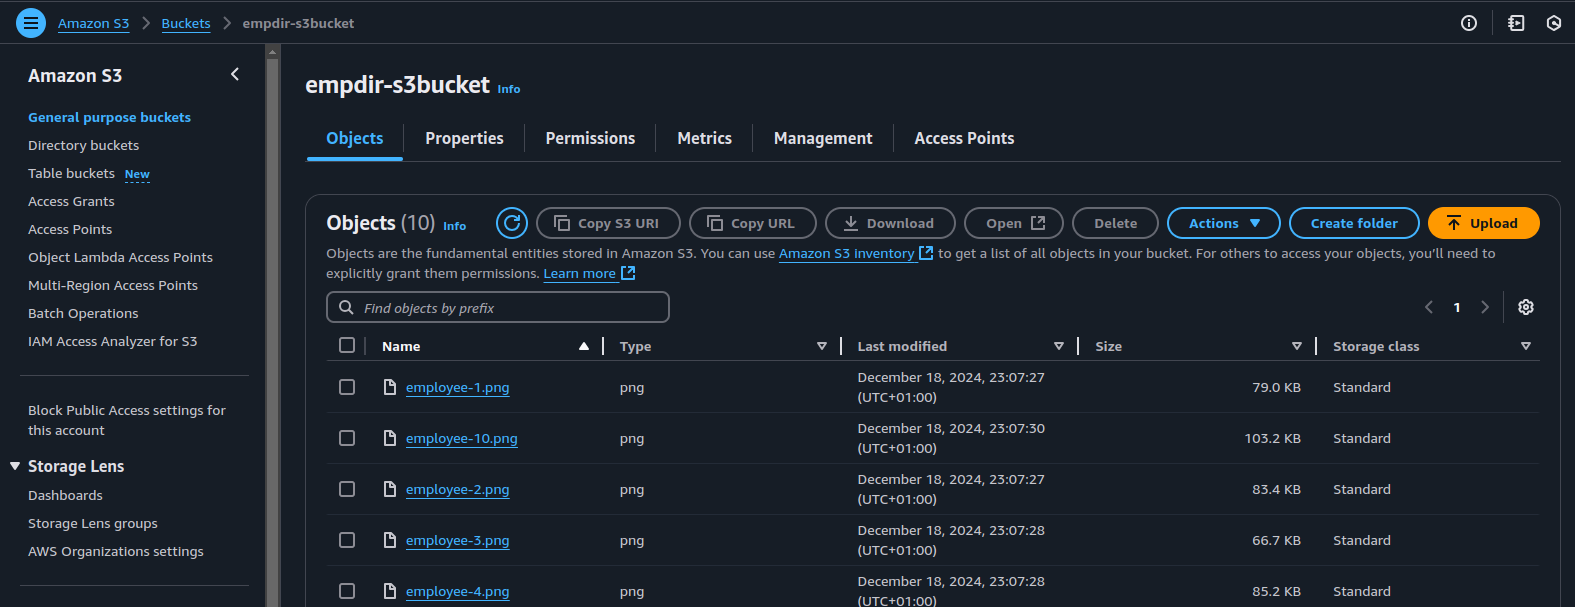 Amazon S3 > Buckets > empdir-s3bucket
Amazon S3
General purpose buckets
Directory buckets
Table buckets New
Access Grants
Access Points
Object Lambda Access Points
Multi-Region Access Points
Batch Operations
IAM Access Analyzer for S3
Block Public Access settings for
this account
Storage Lens
Dashboards
Storage Lens groups
AWS Organizations settings
empdir-s3bucket Info
Objects Properties Permissions Metrics Management Access Points
Objects (10) Info Copy S3 URI Copy URL Download Open Delete Actions Create folder Upload
Objects are the fundamental entities stored in Amazon S3. You can use Amazon S3 inventory to get a list of all objects in your bucket. For others to access your objects, you'll need to
explicitly grant them permissions. Learn more
Find objects by prefix
1
Name Type Last modified Size Storage class
employee-1.png png December 18, 2024, 23:07:27 79.0 KB Standard
(UTC+01:00)
employee-10.png png December 18, 2024, 23:07:30 103.2 KB Standard
(UTC+01:00)
employee-2.png png December 18, 2024, 23:07:27 83.4 KB Standard
(UTC+01:00)
employee-3.png png December 18, 2024, 23:07:28 66.7 KB Standard
(UTC+01:00)
employee-4.png png December 18, 2024, 23:07:28 85.2 KB Standard
(UTC+01:00)